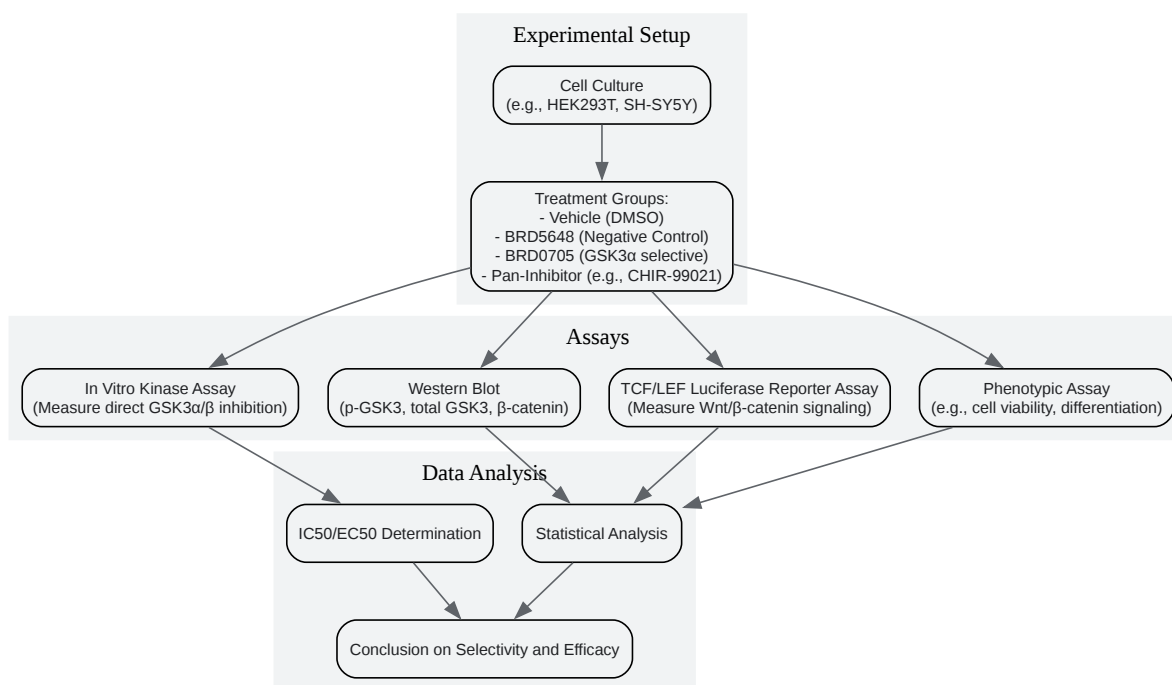 Experimental Setup
Cell Culture
(e.g., HEK293T, SH-SY5Y)
Treatment Groups:
- Vehicle (DMSO)
- BRD5648 (Negative Control)
- BRD0705 (GSK3α selective)
- Pan-Inhibitor (e.g., CHIR-99021)
Assays
In Vitro Kinase Assay
(Measure direct GSK3α/β inhibition)
Western Blot
(p-GSK3, total GSK3, β-catenin)
TCF/LEF Luciferase Reporter Assay
(Measure Wnt/β-catenin signaling)
Phenotypic Assay
(e.g., cell viability, differentiation)
Data Analysis
IC50/EC50 Determination
Statistical Analysis
Conclusion on Selectivity and Efficacy